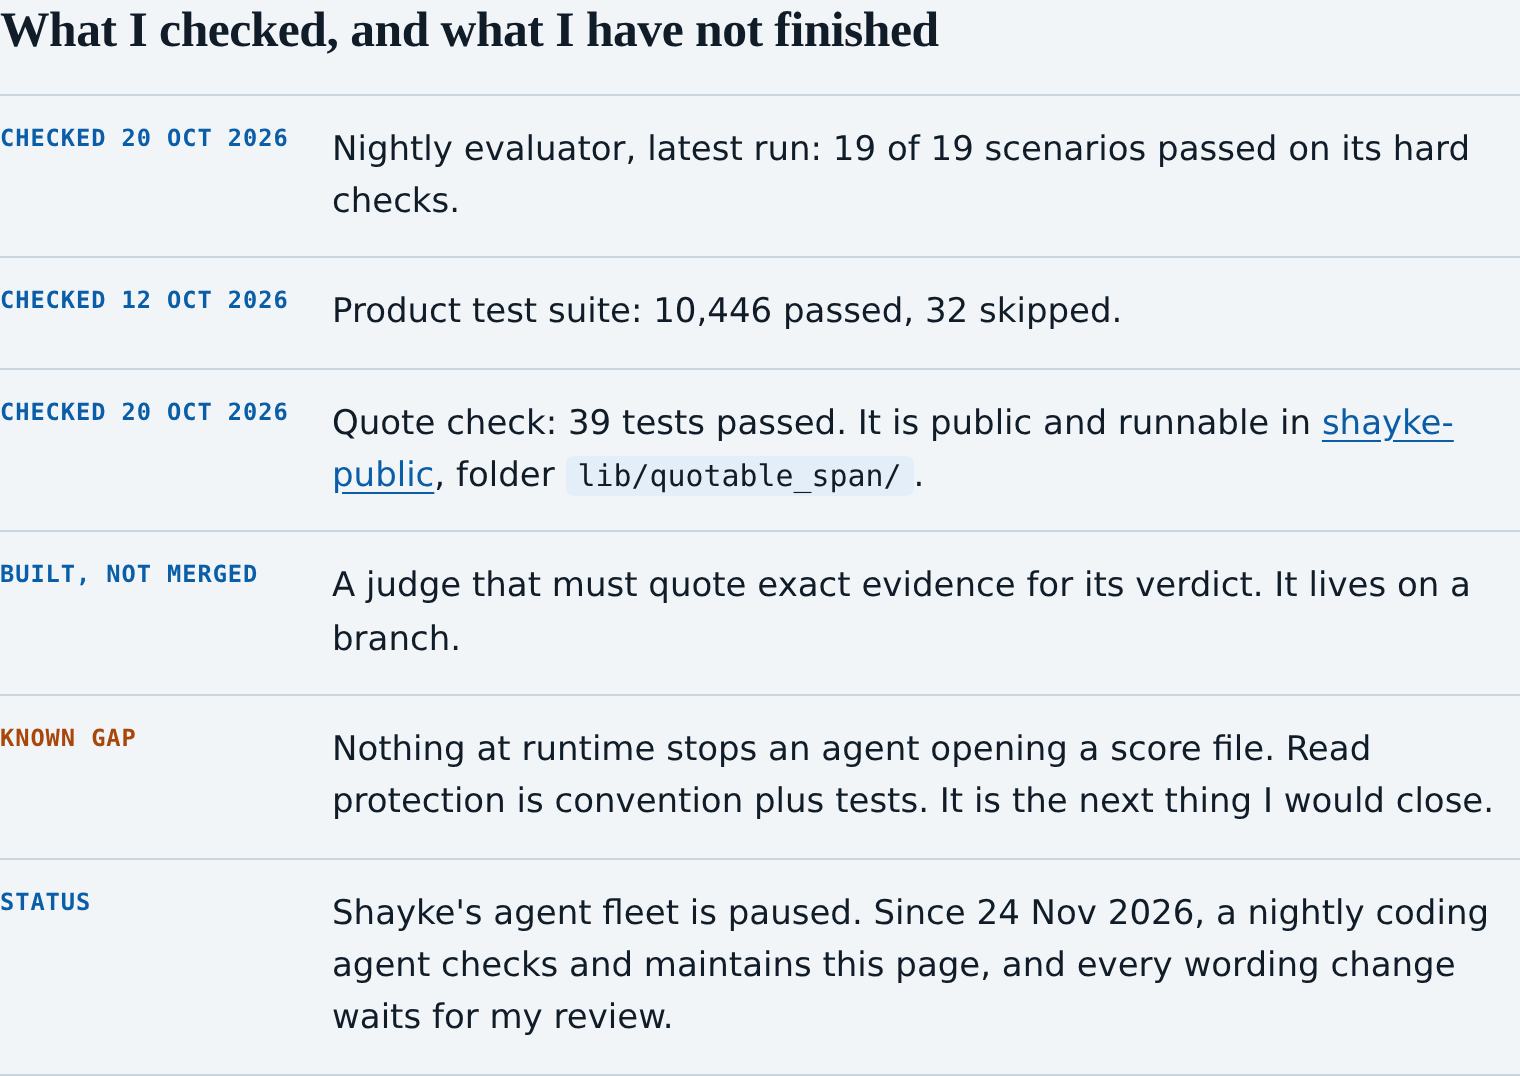 What I checked, and what I have not finished
CHECKED 20 OCT 2026
Nightly evaluator, latest run: 19 of 19 scenarios passed on its hard
checks.
CHECKED 12 OCT 2026
Product test suite: 10,446 passed, 32 skipped.
CHECKED 20 OCT 2026
Quote check: 39 tests passed. It is public and runnable in shayke-
public, folder lib/quotable_span/.
BUILT, NOT MERGED
A judge that must quote exact evidence for its verdict. It lives on a
branch.
KNOWN GAP
Nothing at runtime stops an agent opening a score file. Read
protection is convention plus tests. It is the next thing I would close.
STATUS
Shayke's agent fleet is paused. Since 24 Nov 2026, a nightly coding
agent checks and maintains this page, and every wording change
waits for my review.